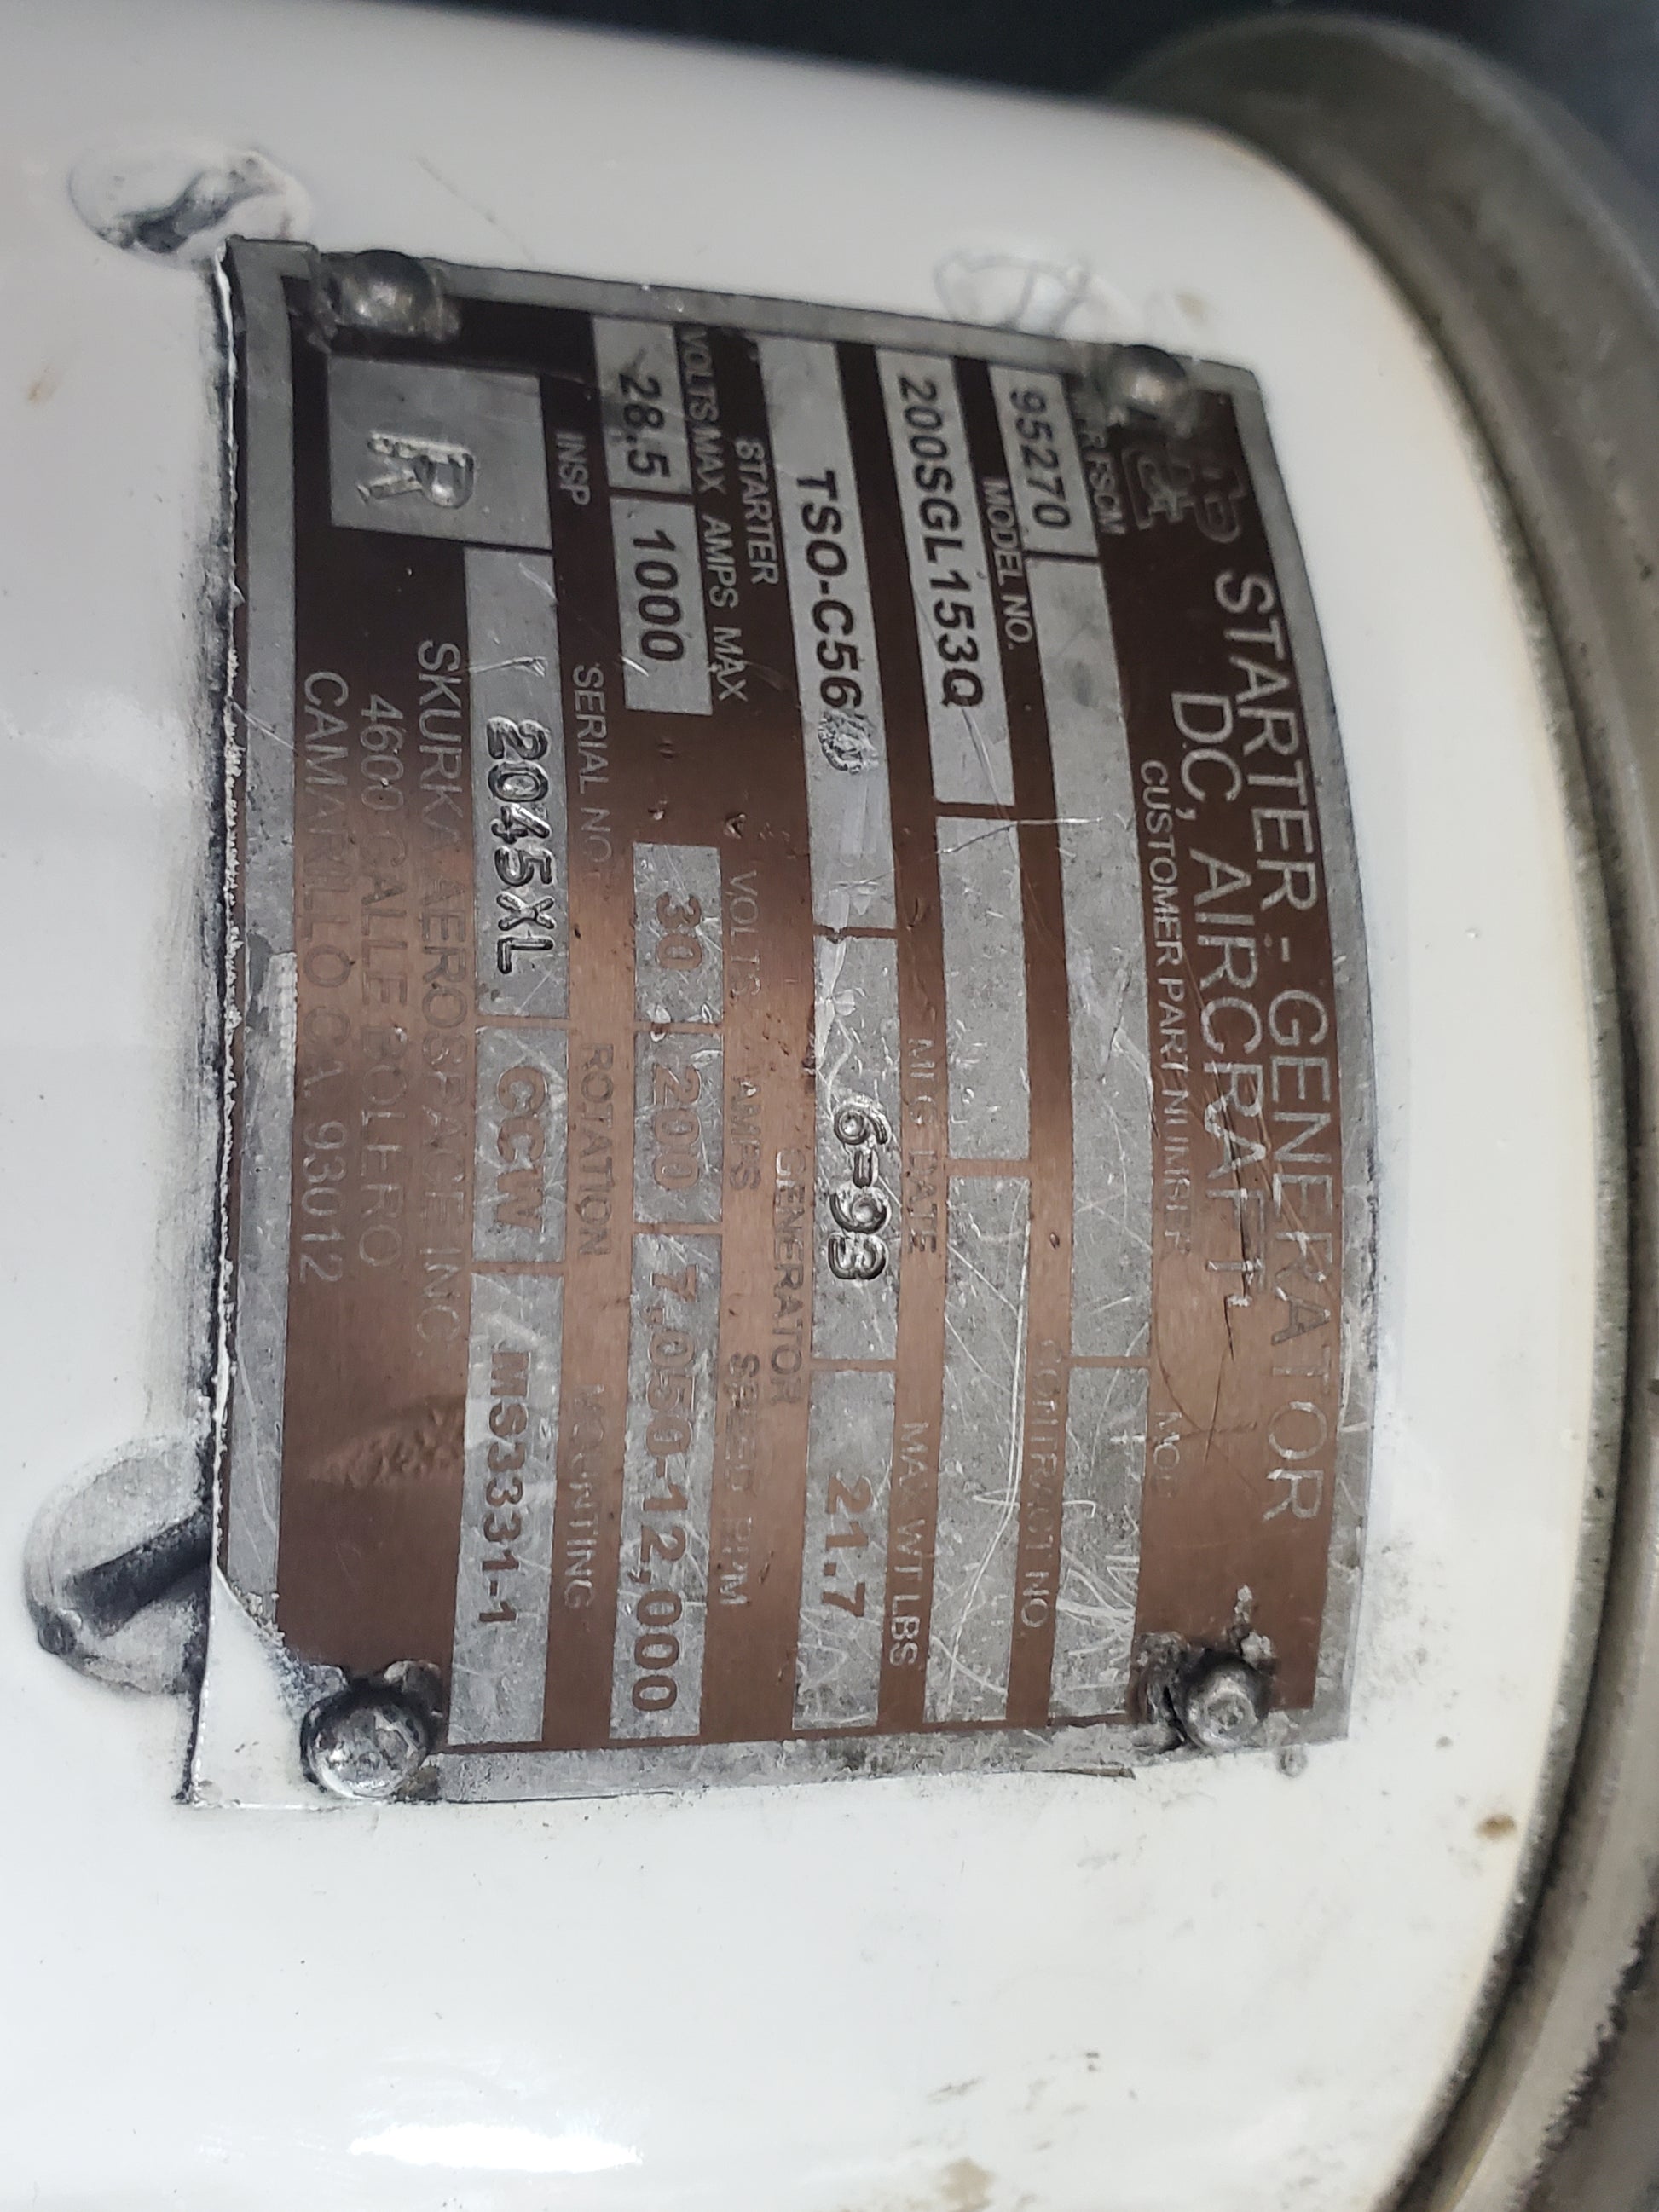 STARTER - GENERATOR
DC, AIRCRAFT
MFR FSCM CUSTOMER PART NUMBER MOD
95270
MODEL NO. CONTRACT NO.
200SGL153Q
MFG DATE MAX WT LBS
TSO-C56 6-93 21.7
STARTER GENERATOR
VOLTS MAX AMPS MAX VOLTS AMPS SPEED RPM
28.5 1000 30 200 7,050-12,000
INSP SERIAL NO. ROTATION MOUNTING
R 2045XL CCW MS3331-1
SKURKA AEROSPACE INC.
4600 CALLE BOLERO
CAMARILLO CA. 93012